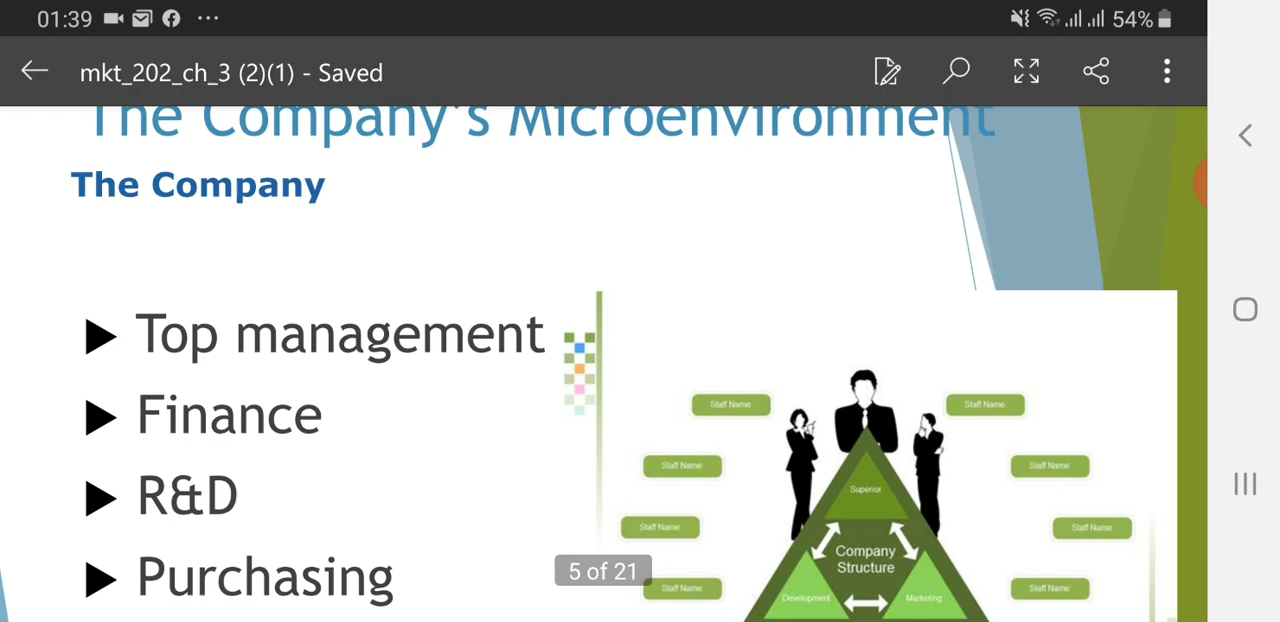 01:39 ... 54%
mkt_202_ch_3 (2)(1) - Saved
The Company's Microenvironment
The Company
▶ Top management
▶ Finance
▶ R&D
▶ Purchasing
Staff Name Staff Name
Staff Name Staff Name
Superior
Staff Name Staff Name
Company
Structure
5 of 21
Staff Name Staff Name
Development Marketing